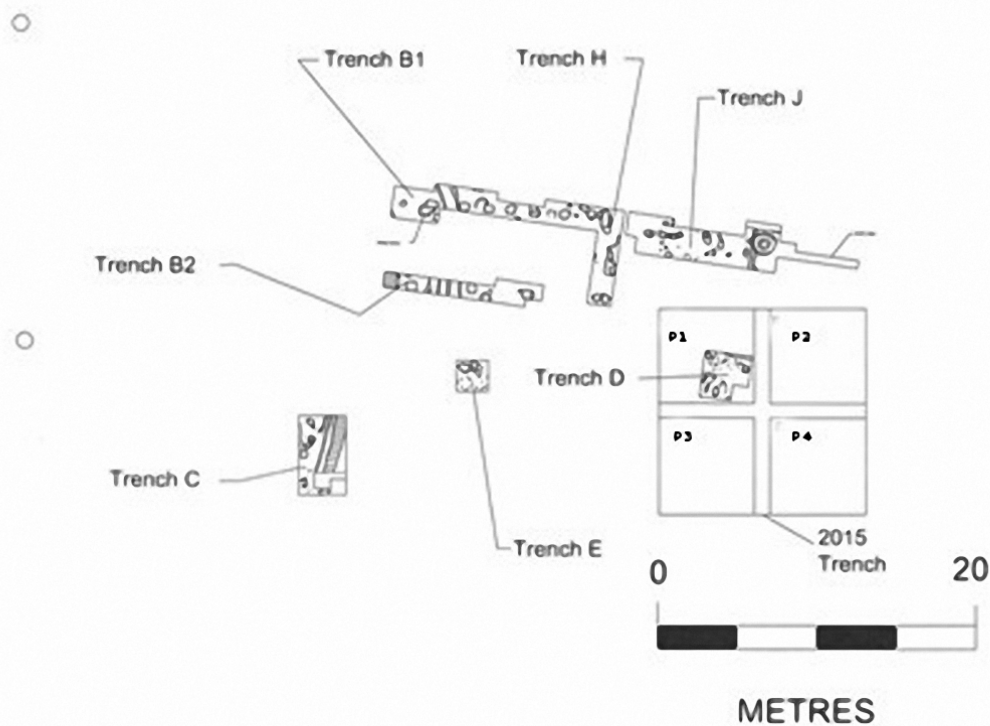 Trench B1
Trench H
Trench J
Trench B2
P1
P2
Trench D
P3
P4
Trench C
Trench E
2015
Trench
0
20
METRES